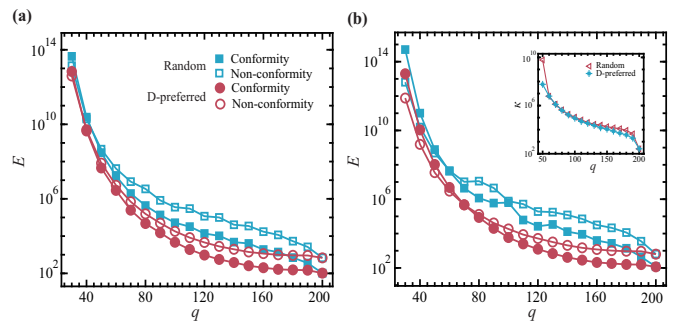 (a)
10^14
10^10
10^6
10^2
E
Random
Conformity
Non-conformity
D-preferred
Conformity
Non-conformity
40 80 120 160 200
q
(b)
10^14
10^10
10^6
10^2
E
40 80 120 160 200
q
10^10
10^6
10^2
K
Random
D-preferred
50 100 150 200
q